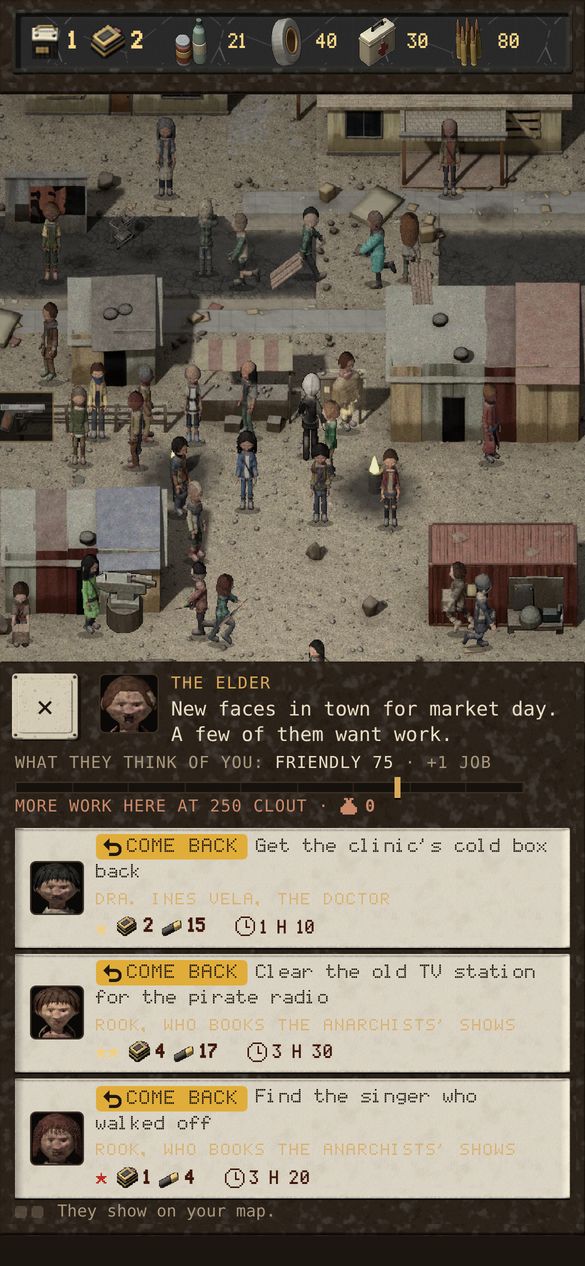 1 2 21 40 30 80
THE ELDER
New faces in town for market day.
A few of them want work.
WHAT THEY THINK OF YOU: FRIENDLY 75 · +1 JOB
MORE WORK HERE AT 250 CLOUT · 0
COME BACK Get the clinic's cold box
back
DRA. INES VELA, THE DOCTOR
2 15 1 H 10
COME BACK Clear the old TV station
for the pirate radio
ROOK, WHO BOOKS THE ANARCHISTS' SHOWS
4 17 3 H 30
COME BACK Find the singer who
walked off
ROOK, WHO BOOKS THE ANARCHISTS' SHOWS
1 4 3 H 20
They show on your map.